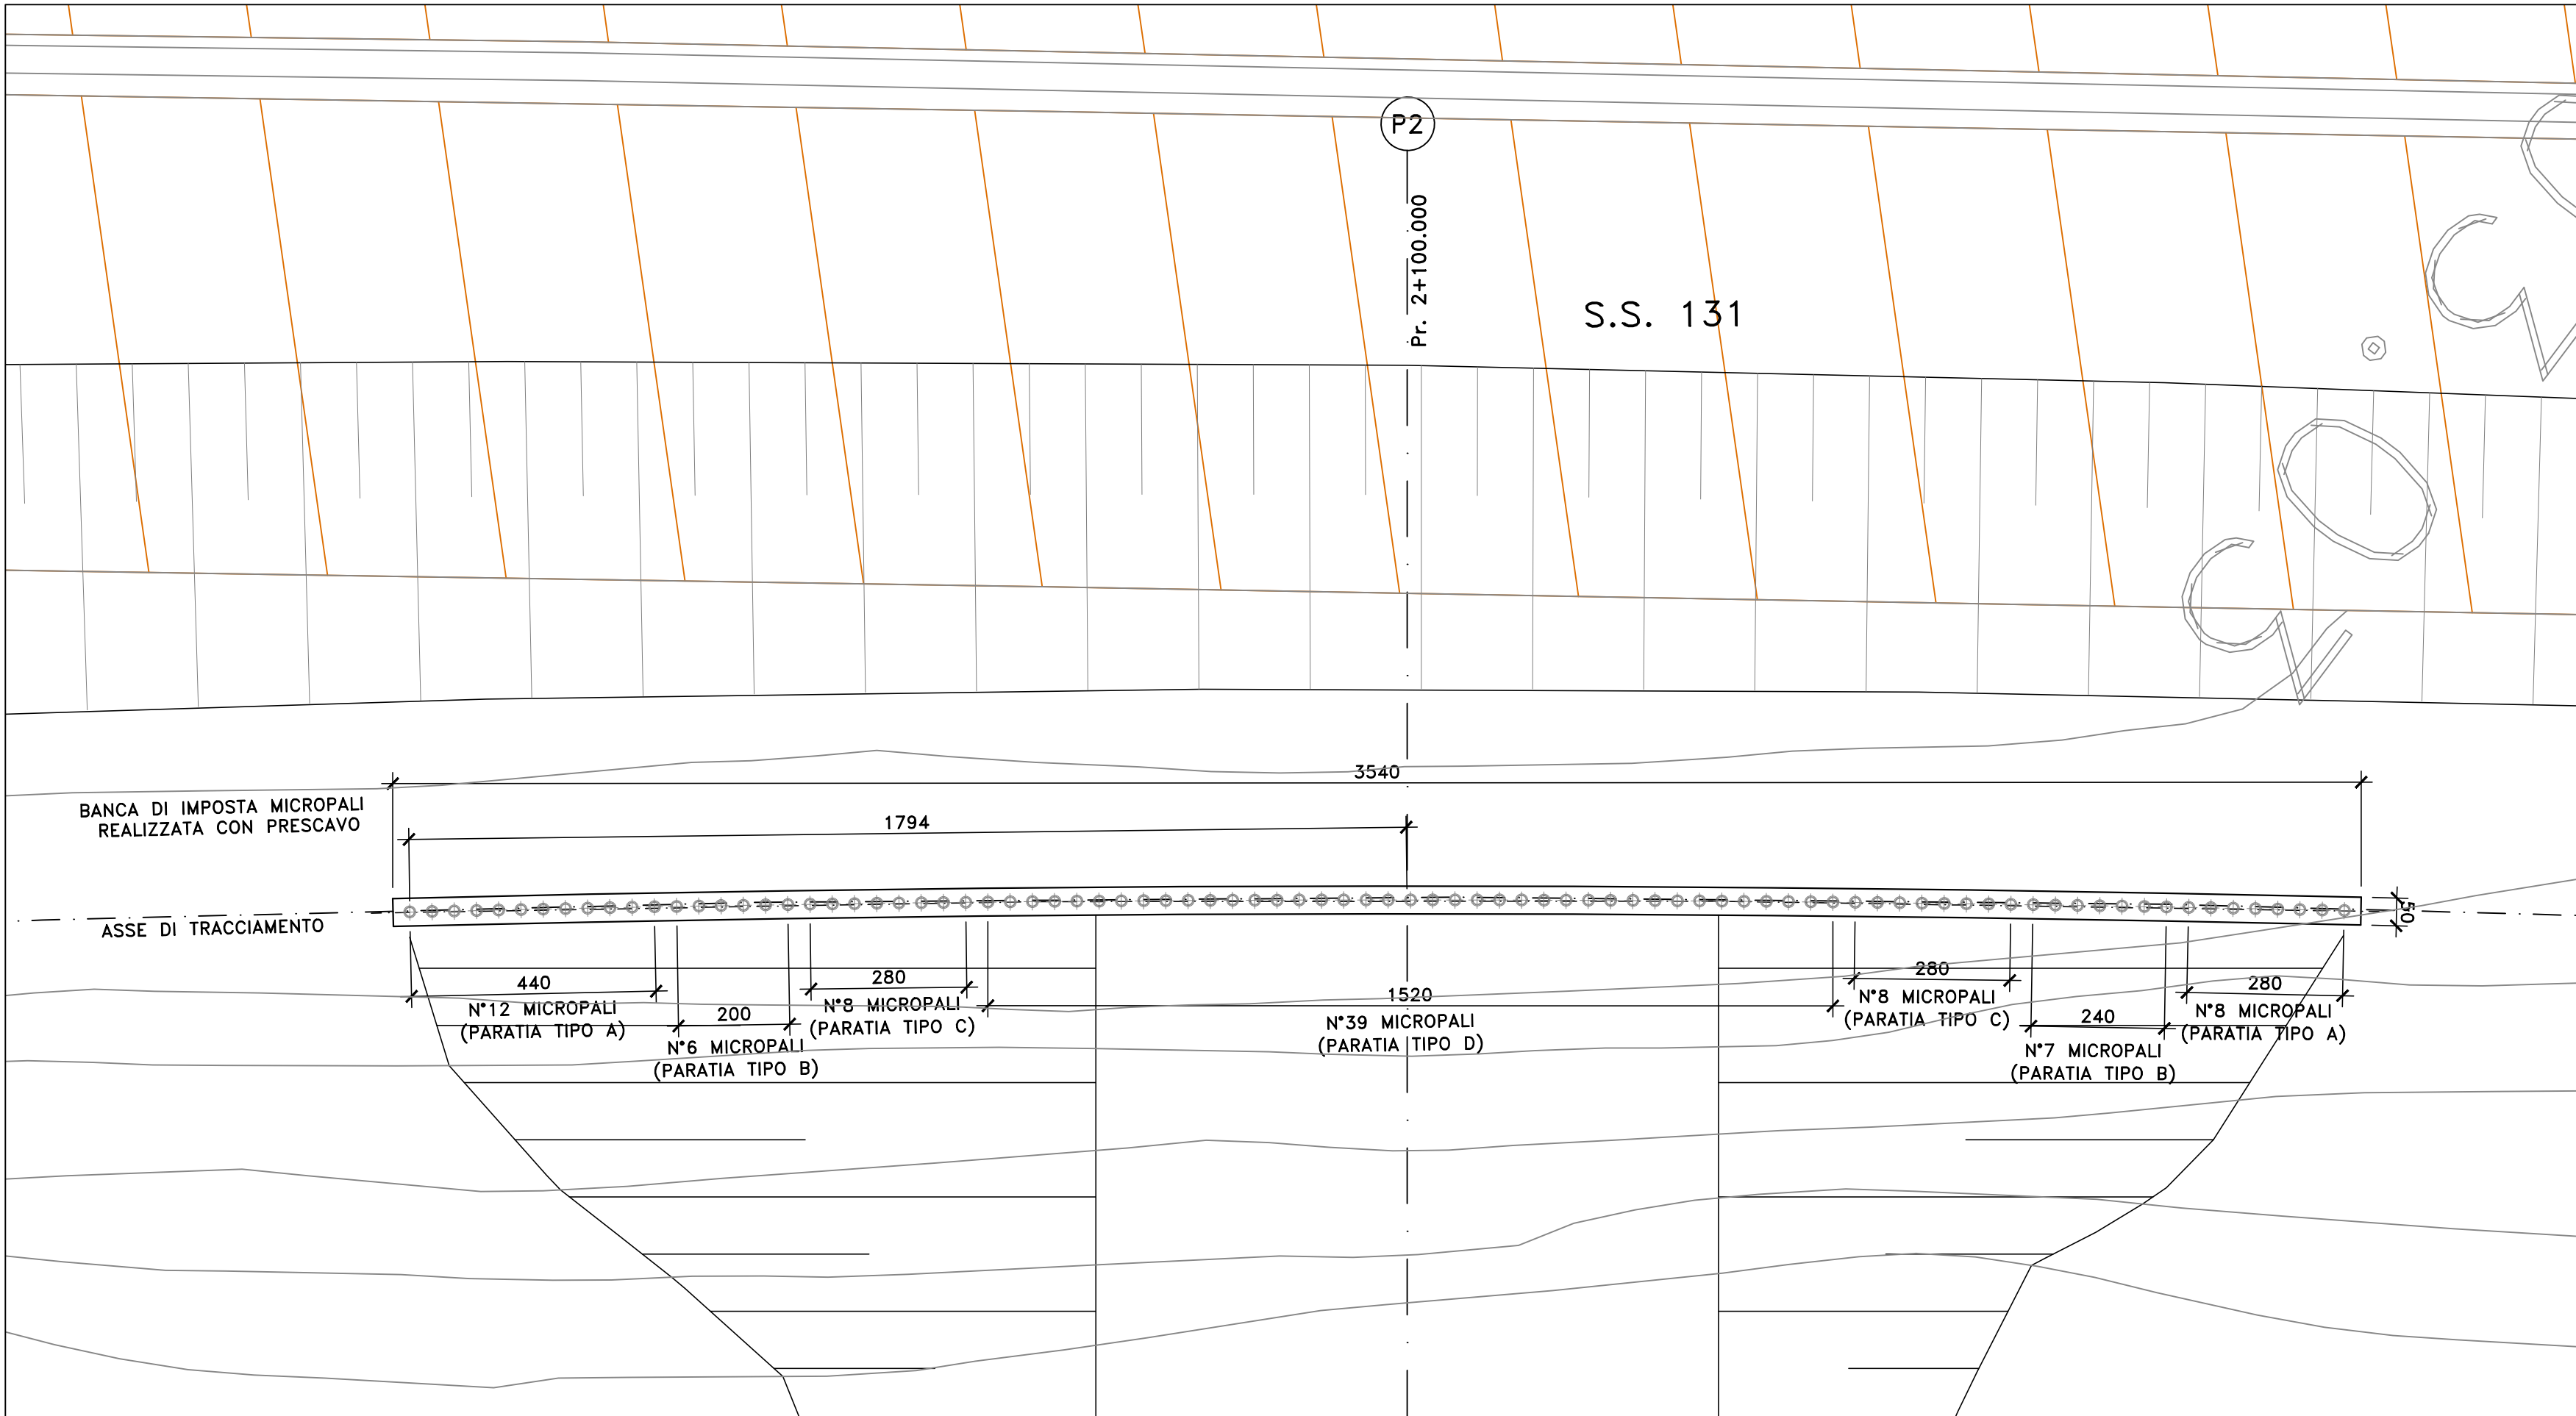 P2
Pr. 2+100.000
S.S. 131
3540
BANCA DI IMPOSTA MICROPALI
REALIZZATA CON PRESCAVO
1794
ASSE DI TRACCIAMENTO
50
440
N°12 MICROPALI
(PARATIA TIPO A)
200
N°6 MICROPALI
(PARATIA TIPO B)
280
N°8 MICROPALI
(PARATIA TIPO C)
1520
N°39 MICROPALI
(PARATIA TIPO D)
280
N°8 MICROPALI
(PARATIA TIPO C)
240
N°7 MICROPALI
(PARATIA TIPO B)
280
N°8 MICROPALI
(PARATIA TIPO A)